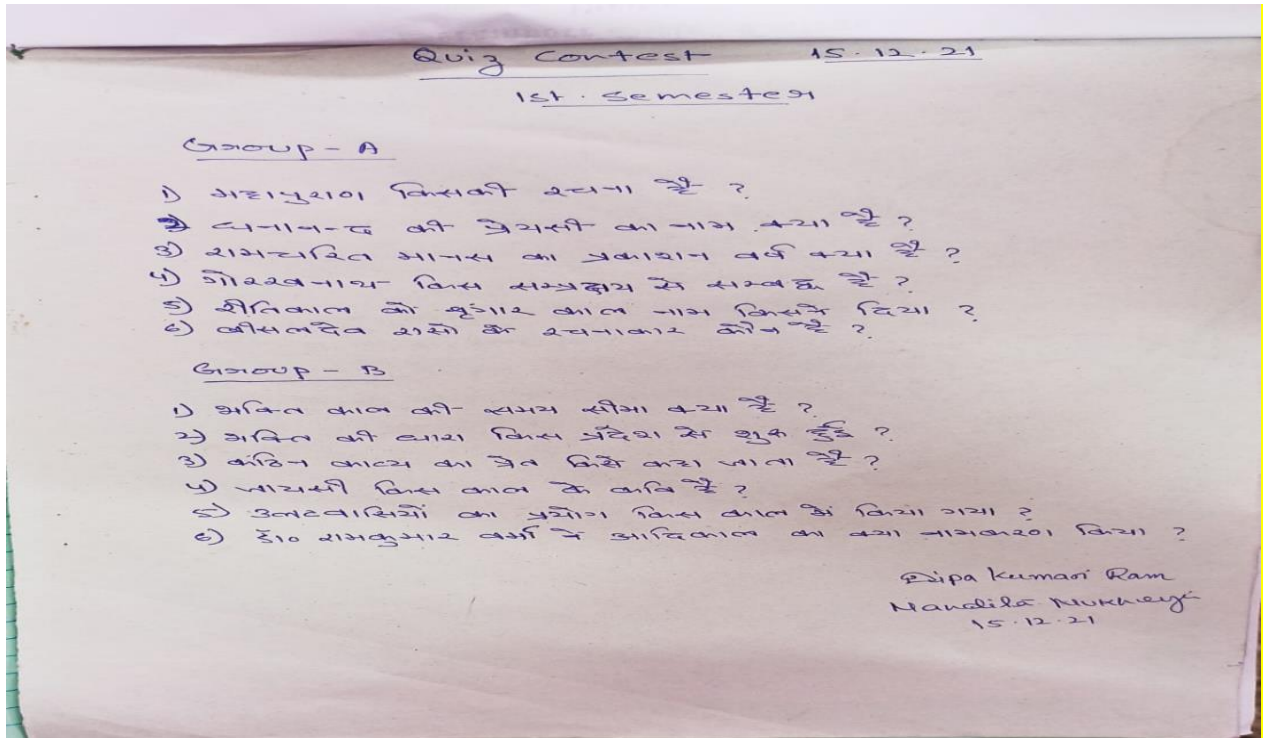 Quiz Contest 15.12.21
1st. Semester
Group - A
1) महापुराण किसकी रचना है ?
2) घनानन्द की प्रेयसी का नाम क्या है ?
3) रामचरित मानस का प्रकाशन वर्ष क्या है ?
4) गोरखनाथ किस सम्प्रदाय से सम्बद्ध है ?
5) रीतिकाल को श्रृंगार काल नाम किसने दिया ?
6) बीसलदेव रासो के रचनाकार कौन है ?
Group - B
1) भक्ति काल की समय सीमा क्या है ?
2) भक्ति की धारा किस प्रदेश से शुरू हुई ?
3) कठिन काव्य का प्रेत किसे कहा जाता है ?
4) जायसी किस काल के कवि है ?
5) उलटवासियों का प्रयोग किस काल में किया गया ?
6) डॉ० रामकुमार वर्मा ने आदिकाल का क्या नामकरण किया ?
Dipa Kumari Ram
Nandita Mukherjee
15.12.21